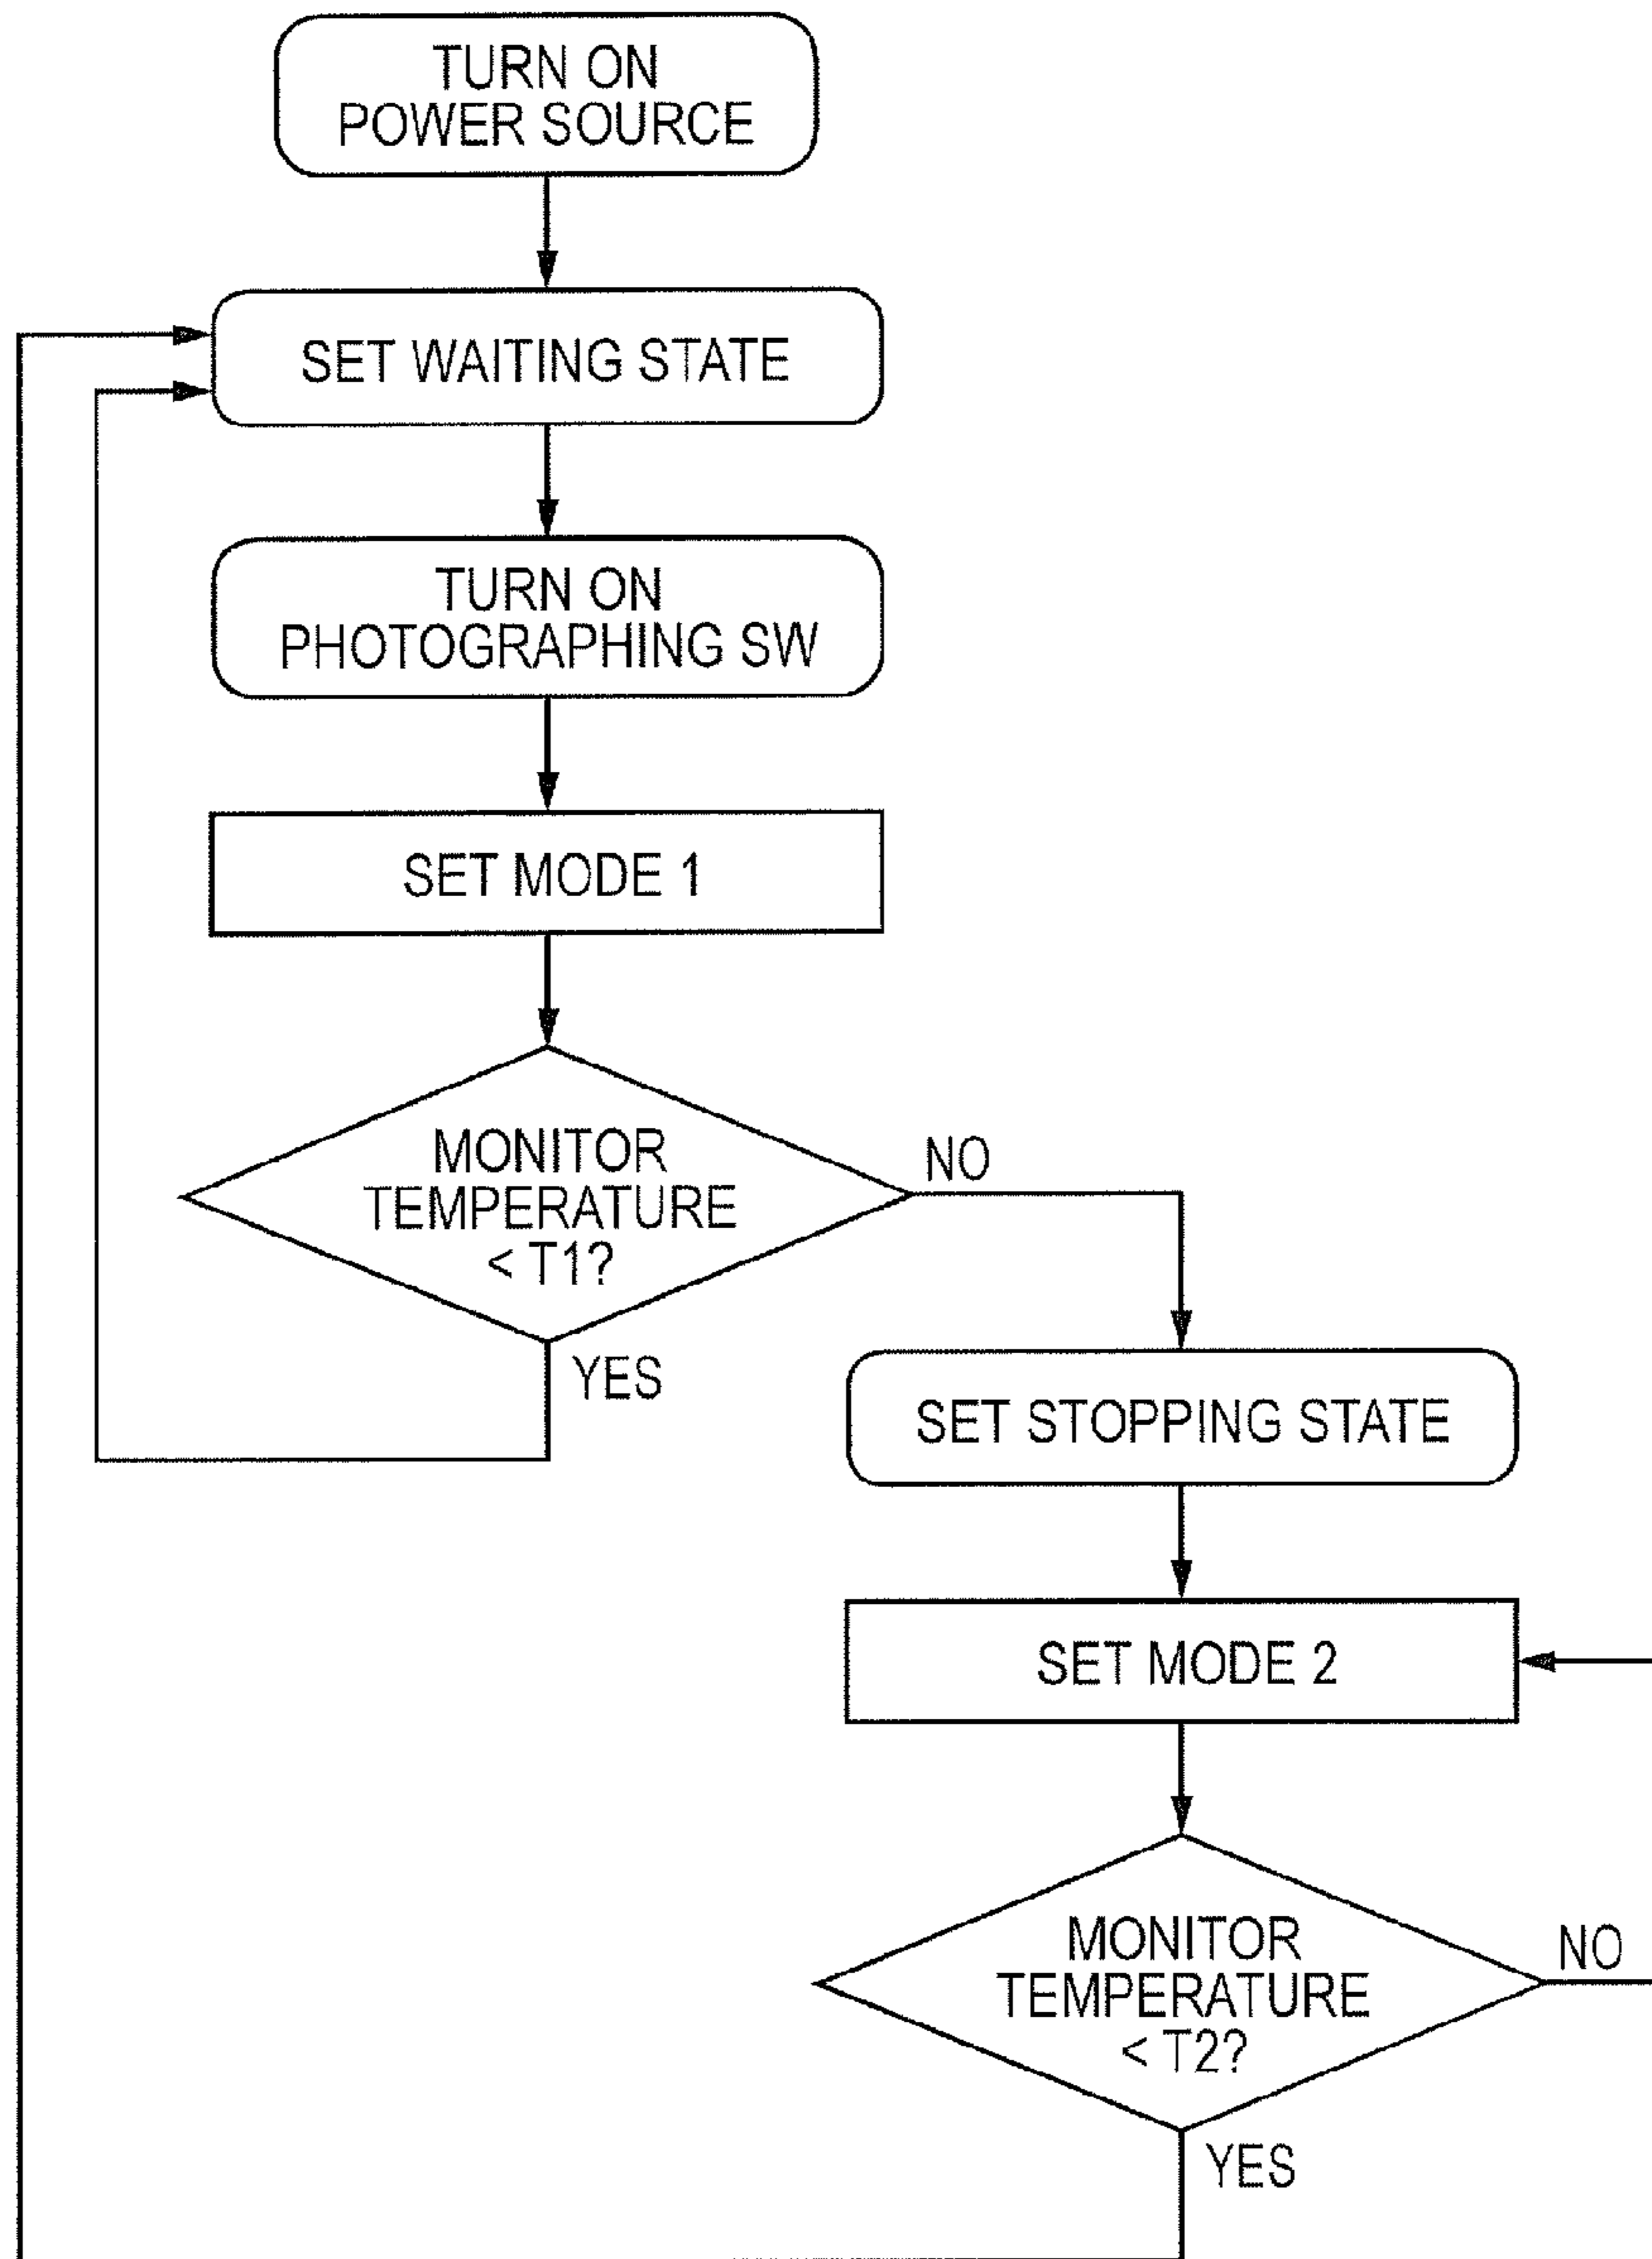 TURN ON
POWER SOURCE
SET WAITING STATE
TURN ON
PHOTOGRAPHING SW
SET MODE 1
MONITOR
TEMPERATURE
< T1?
NO
YES
SET STOPPING STATE
SET MODE 2
MONITOR
TEMPERATURE
< T2?
NO
YES